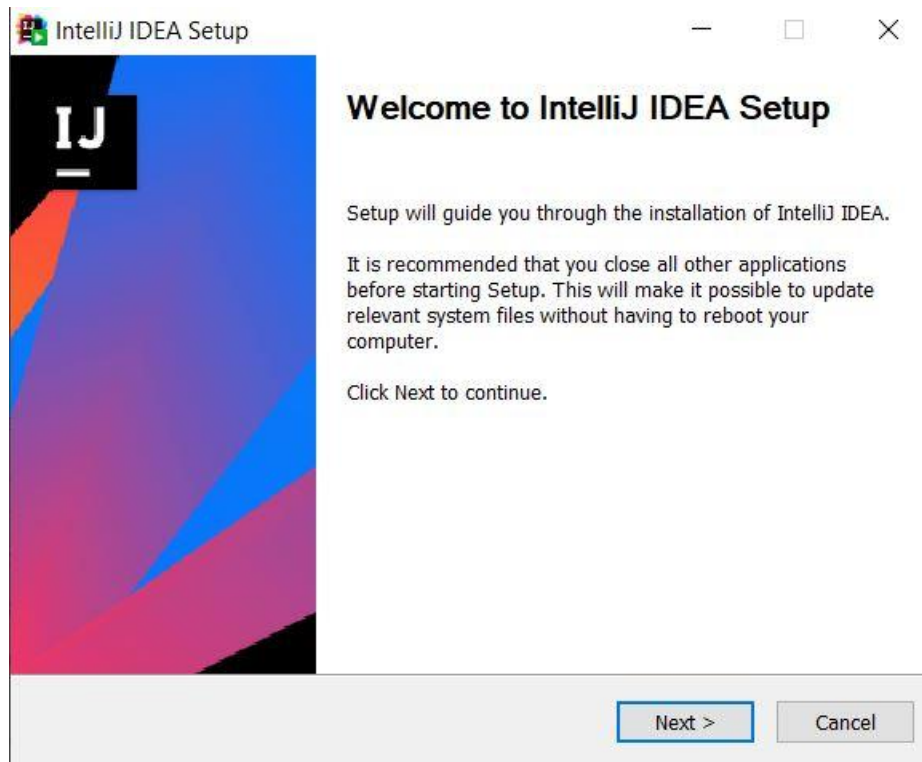 IntelliJ IDEA Setup
IJ
Welcome to IntelliJ IDEA Setup
Setup will guide you through the installation of IntelliJ IDEA.
It is recommended that you close all other applications
before starting Setup. This will make it possible to update
relevant system files without having to reboot your
computer.
Click Next to continue.
Next >
Cancel